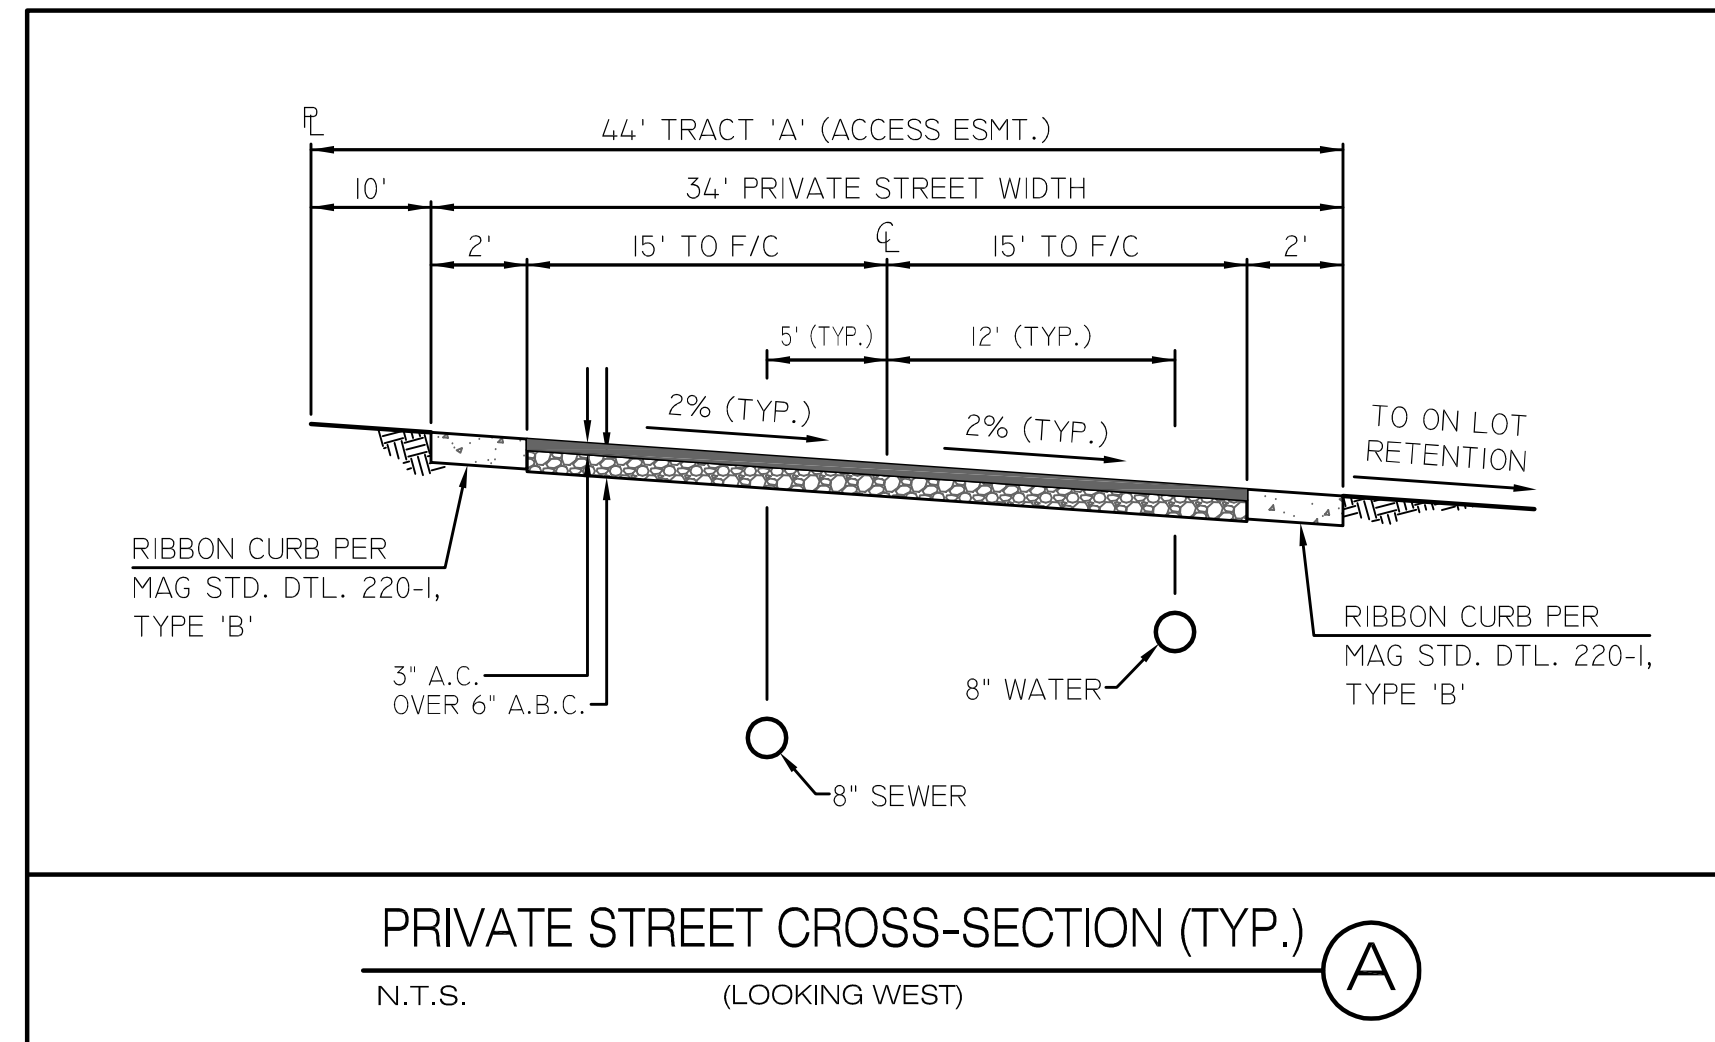 PL
44' TRACT 'A' (ACCESS ESMT.)
10'
34' PRIVATE STREET WIDTH
2'
15' TO F/C
CL
15' TO F/C
2'
5' (TYP.)
12' (TYP.)
2% (TYP.)
2% (TYP.)
TO ON LOT
RETENTION
RIBBON CURB PER
MAG STD. DTL. 220-1,
TYPE 'B'
3" A.C.
OVER 6" A.B.C.
8" WATER
8" SEWER
RIBBON CURB PER
MAG STD. DTL. 220-1,
TYPE 'B'
PRIVATE STREET CROSS-SECTION (TYP.)
A
N.T.S.
(LOOKING WEST)